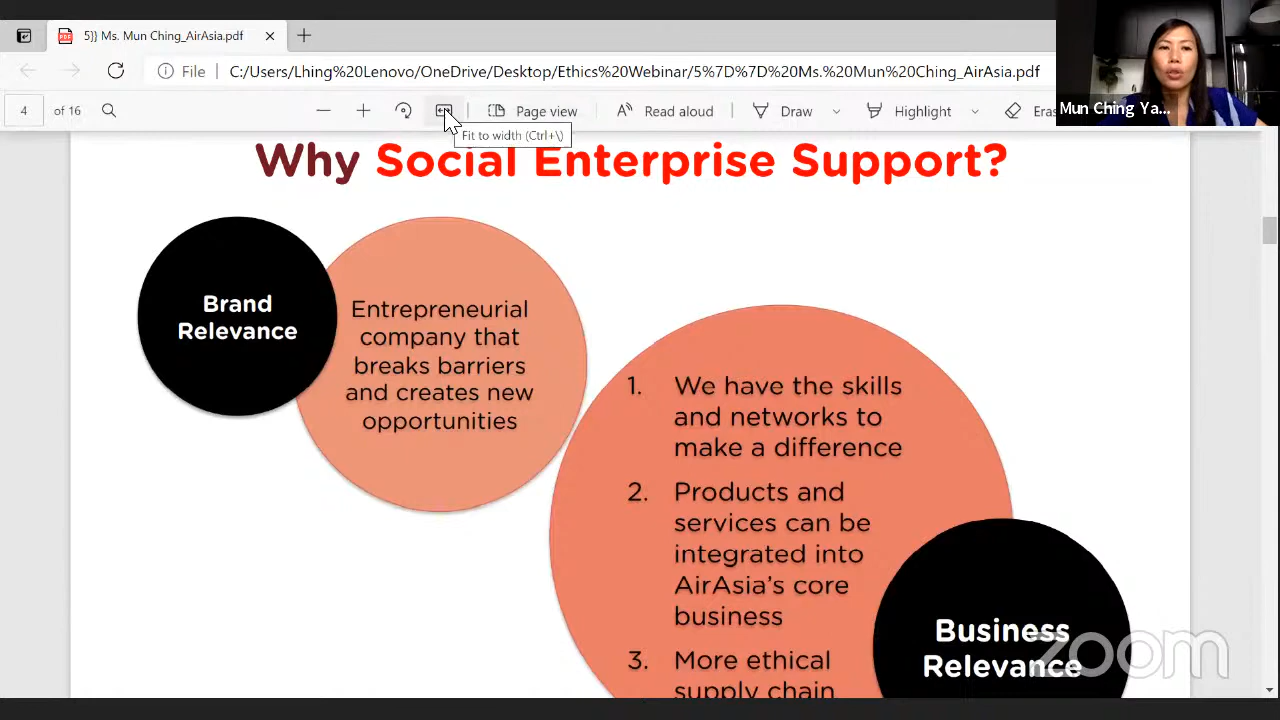 5}} Ms. Mun Ching_AirAsia.pdf
File C:/Users/Lhing%20Lenovo/OneDrive/Desktop/Ethics%20Webinar/5%7D%7D%20Ms.%20Mun%20Ching_AirAsia.pdf
4 of 16 Page view Read aloud Draw Highlight Eras
Fit to width (Ctrl+\)
Mun Ching Ya...
Why Social Enterprise Support?
Brand
Relevance
Entrepreneurial
company that
breaks barriers
and creates new
opportunities
1. We have the skills
and networks to
make a difference
2. Products and
services can be
integrated into
AirAsia's core
business
3. More ethical
supply chain
Business
Relevance
zoom